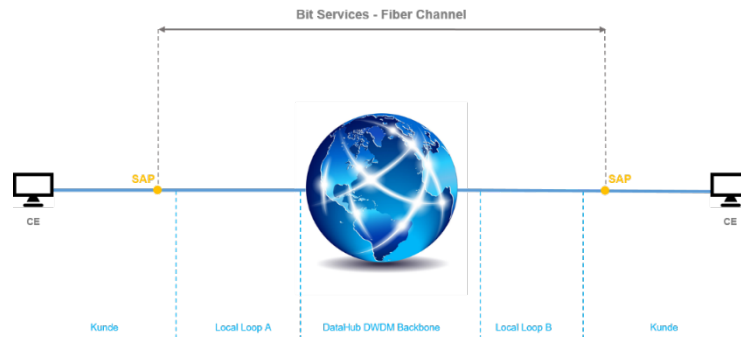 Bit Services - Fiber Channel
SAP
SAP
CE
CE
Kunde
Local Loop A
DataHub DWDM Backbone
Local Loop B
Kunde